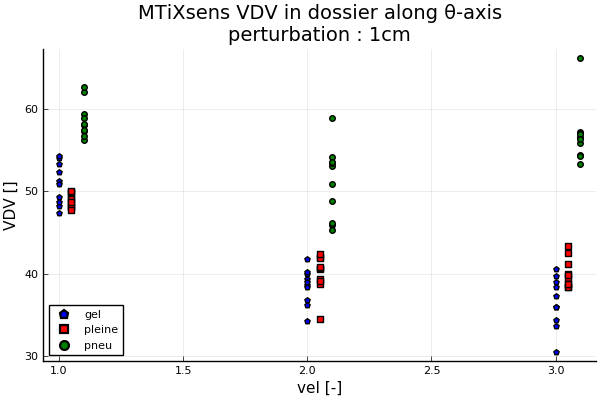 MTiXsens VDV in dossier along θ-axis
perturbation : 1cm
VDV []
60
50
40
30
gel
pleine
pneu
1.0
1.5
2.0
2.5
3.0
vel [-]